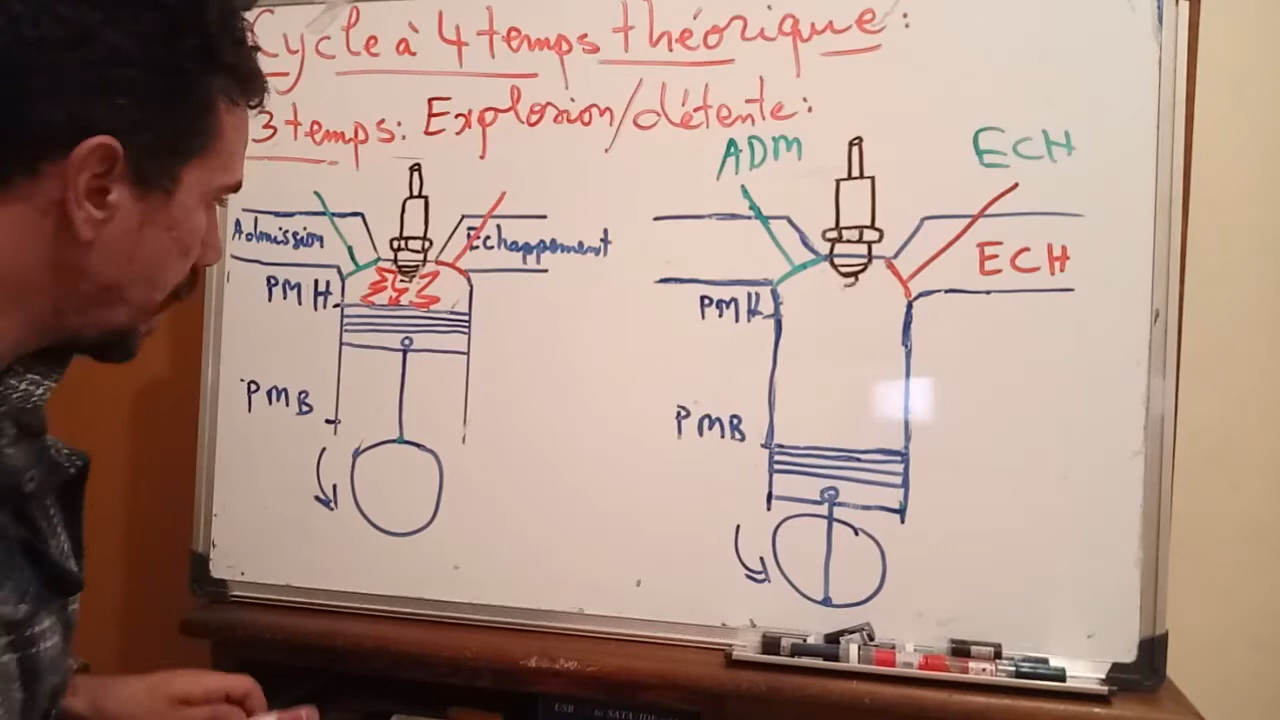 Cycle à 4 temps théorique :
3 temps : Explosion/détente :
Admission
Echappement
PMH
PMB
ADM
ECH
ECH
PMH
PMB